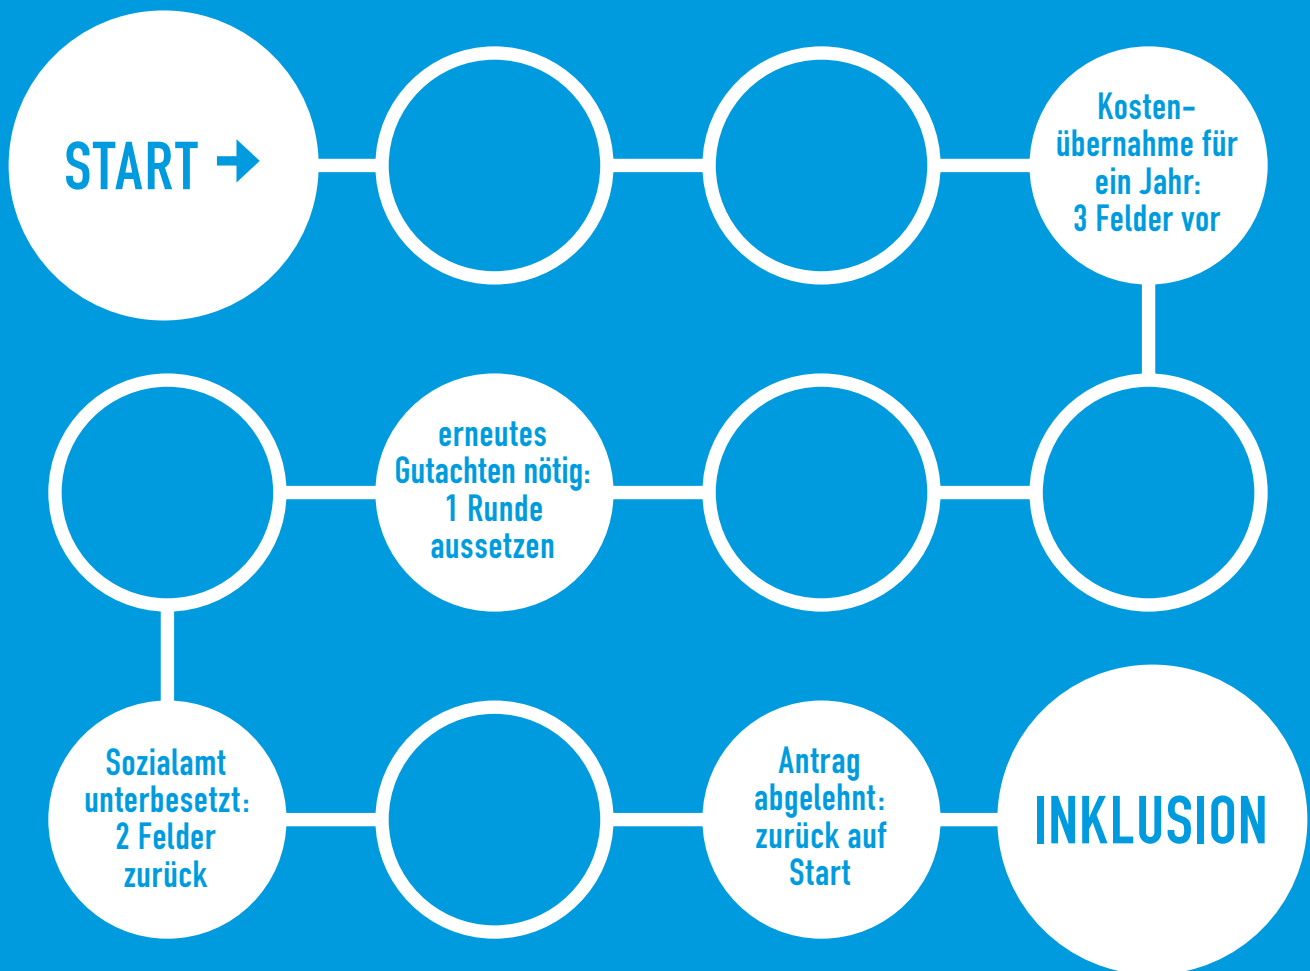 START →
Kosten-
übernahme für
ein Jahr:
3 Felder vor
erneutes
Gutachten nötig:
1 Runde
aussetzen
Sozialamt
unterbesetzt:
2 Felder
zurück
Antrag
abgelehnt:
zurück auf
Start
INKLUSION